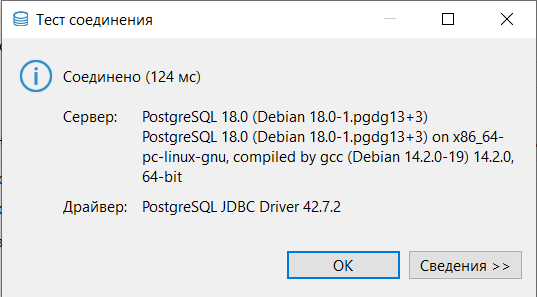 Тест соединения
Соединено (124 мс)
Сервер: PostgreSQL 18.0 (Debian 18.0-1.pgdg13+3)
PostgreSQL 18.0 (Debian 18.0-1.pgdg13+3) on x86_64-
pc-linux-gnu, compiled by gcc (Debian 14.2.0-19) 14.2.0,
64-bit
Драйвер: PostgreSQL JDBC Driver 42.7.2
ОК
Сведения >>